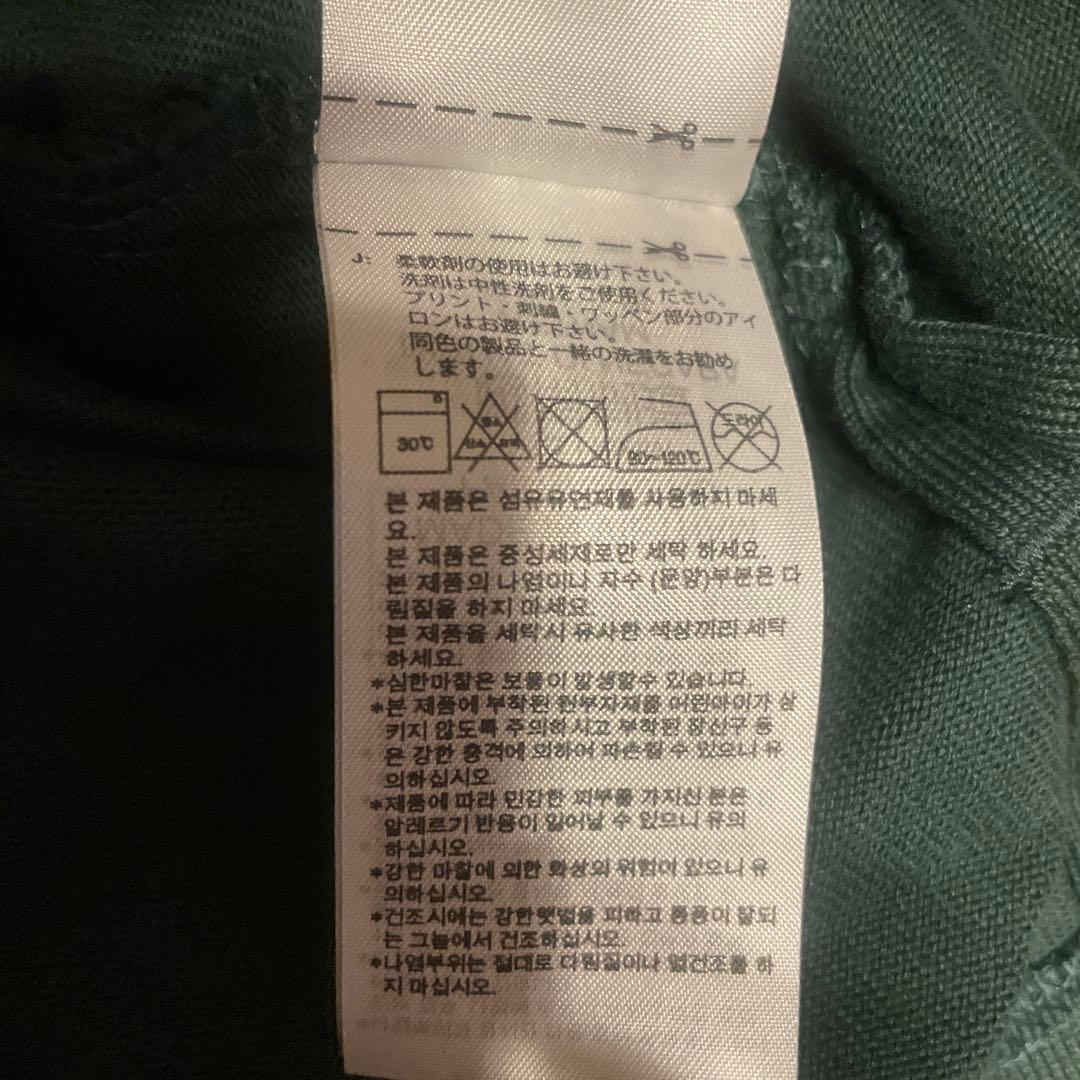 J: 柔軟剤の使用はお避け下さい。
洗剤は中性洗剤をご使用ください。
プリント・刺繍・ワッペン部分のアイ
ロンはお避け下さい。
同色の製品と一緒の洗濯をお勧め
します。
30℃ 염소 산소 표백 80~120℃ 드라이
본 제품은 섬유유연제를 사용하지 마세
요.
본 제품은 중성세제로만 세탁 하세요.
본 제품의 나염이나 자수 (문양)부분은 다
림질을 하지 마세요.
본 제품을 세탁시 유사한 색상끼리 세탁
하세요.
*심한마찰은 보풀이 발생할수 있습니다.
*본 제품에 부착된 원부자재를 어린아이가 삼
키지 않도록 주의하시고 부착된 장신구 등
은 강한 충격에 의하여 파손될 수 있으니 유
의하십시오.
*제품에 따라 민감한 피부를 가지신 분은
알레르기 반응이 일어날 수 있으니 유의
하십시오.
*강한 마찰에 의한 화상의 위험이 있으니 유
의하십시오.
*건조시에는 강한햇볕을 피하고 통풍이 잘되
는 그늘에서 건조하십시오.
*나염부위는 절대로 다림질이나 열건조를 하
지 마십시오.